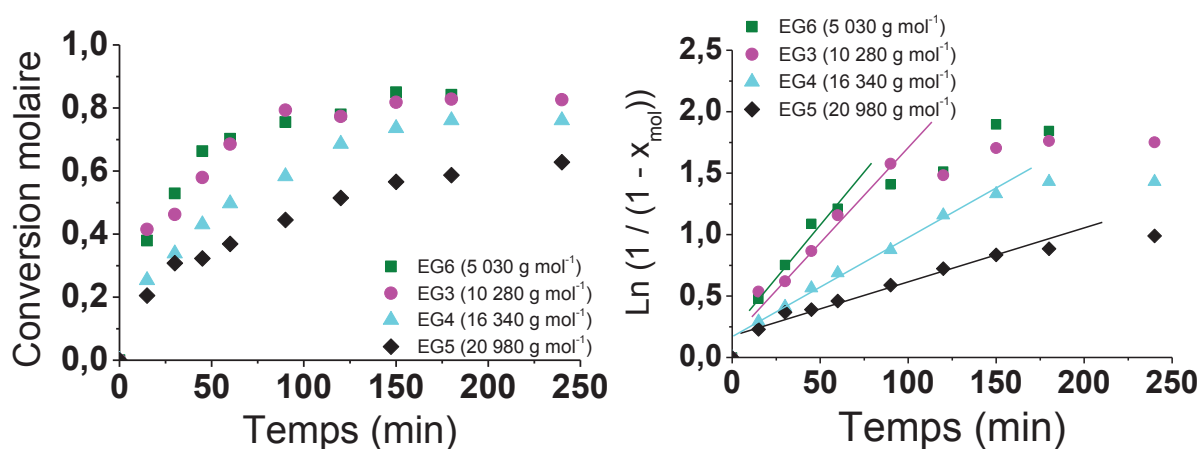 Conversion molaire
1,0
0,8
0,6
0,4
0,2
0,0
EG6 (5 030 g mol⁻¹)
EG3 (10 280 g mol⁻¹)
EG4 (16 340 g mol⁻¹)
EG5 (20 980 g mol⁻¹)
0 50 100 150 200 250
Temps (min)
Ln (1 / (1 - x_mol))
EG6 (5 030 g mol⁻¹)
EG3 (10 280 g mol⁻¹)
EG4 (16 340 g mol⁻¹)
EG5 (20 980 g mol⁻¹)
2,5
2,0
1,5
1,0
0,5
0,0
0 50 100 150 200 250
Temps (min)